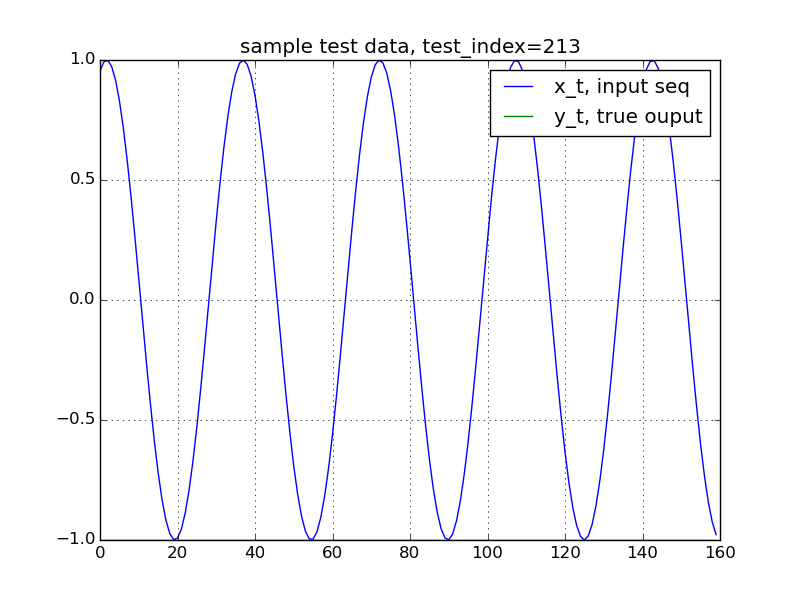 sample test data, test_index=213
x_t, input seq
y_t, true ouput
1.0
0.5
0.0
−0.5
−1.0
0 20 40 60 80 100 120 140 160